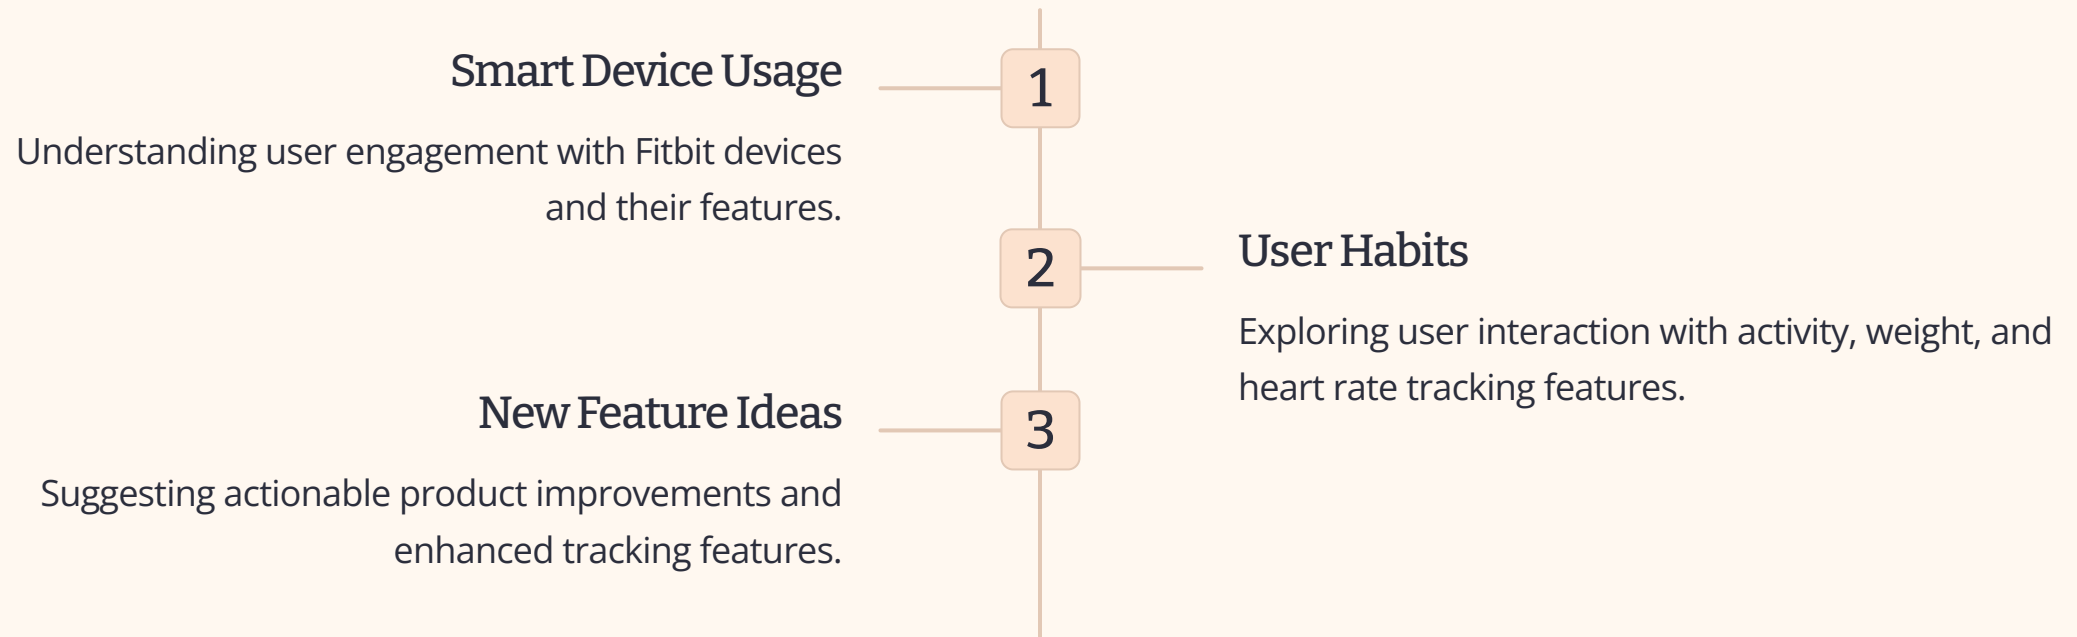 Smart Device Usage
1
Understanding user engagement with Fitbit devices
and their features.
2
User Habits
Exploring user interaction with activity, weight, and
heart rate tracking features.
New Feature Ideas
3
Suggesting actionable product improvements and
enhanced tracking features.